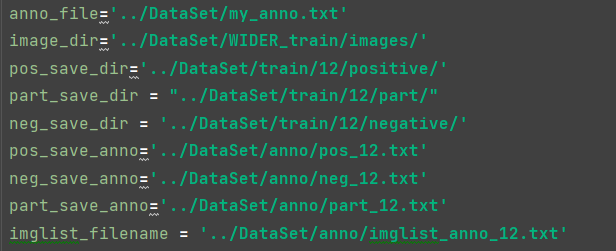 anno_file='../DataSet/my_anno.txt'
image_dir='../DataSet/WIDER_train/images/'
pos_save_dir='../DataSet/train/12/positive/'
part_save_dir = "../DataSet/train/12/part/"
neg_save_dir = '../DataSet/train/12/negative/'
pos_save_anno='../DataSet/anno/pos_12.txt'
neg_save_anno='../DataSet/anno/neg_12.txt'
part_save_anno='../DataSet/anno/part_12.txt'
imglist_filename = '../DataSet/anno/imglist_anno_12.txt'